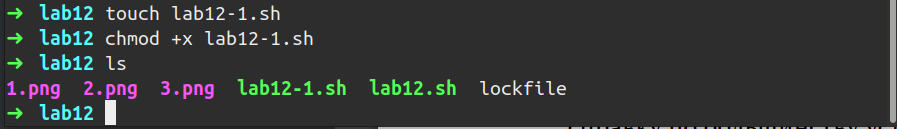 ➜ lab12 touch lab12-1.sh
➜ lab12 chmod +x lab12-1.sh
➜ lab12 ls
1.png 2.png 3.png lab12-1.sh lab12.sh lockfile
➜ lab12